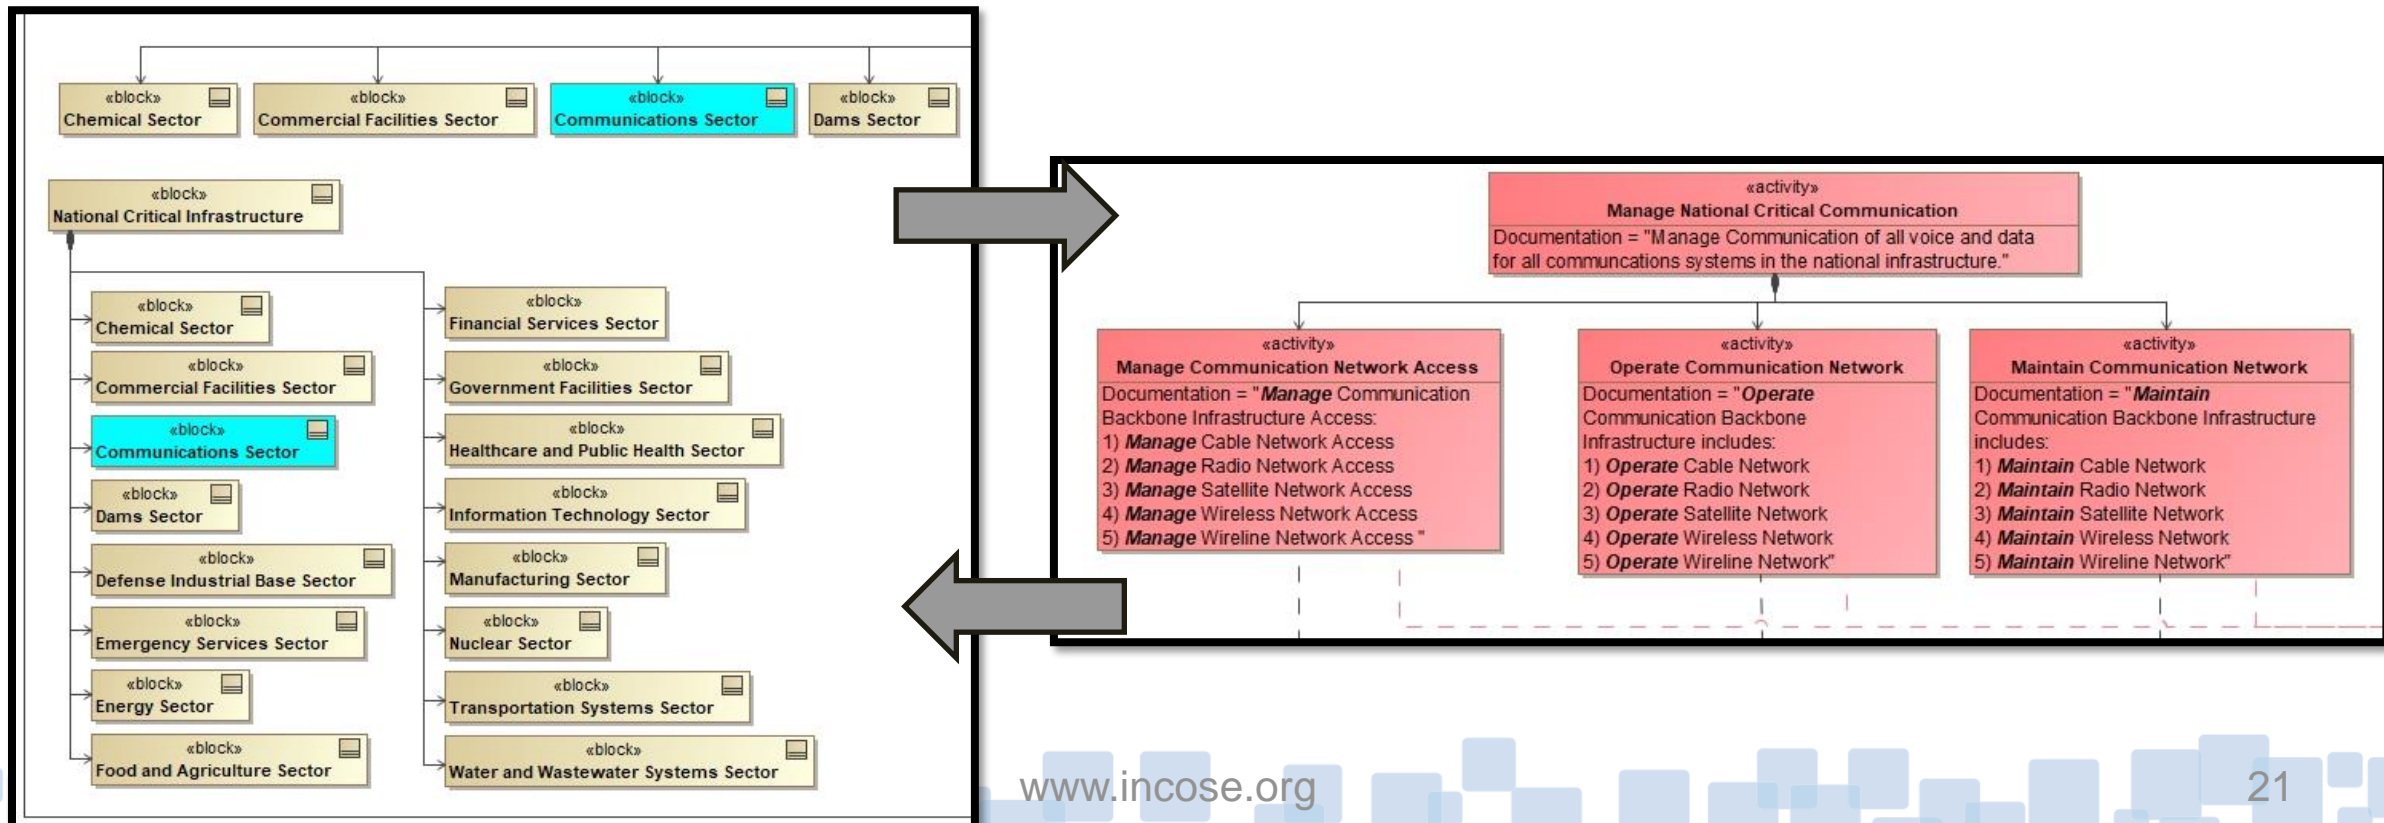 «block»
Chemical Sector
«block»
Commercial Facilities Sector
«block»
Communications Sector
«block»
Dams Sector
«block»
National Critical Infrastructure
«block»
Chemical Sector
«block»
Commercial Facilities Sector
«block»
Communications Sector
«block»
Dams Sector
«block»
Defense Industrial Base Sector
«block»
Emergency Services Sector
«block»
Energy Sector
«block»
Food and Agriculture Sector
«block»
Financial Services Sector
«block»
Government Facilities Sector
«block»
Healthcare and Public Health Sector
«block»
Information Technology Sector
«block»
Manufacturing Sector
«block»
Nuclear Sector
«block»
Transportation Systems Sector
«block»
Water and Wastewater Systems Sector
«activity»
Manage National Critical Communication
Documentation = "Manage Communication of all voice and data
for all communcations systems in the national infrastructure."
«activity»
Manage Communication Network Access
Documentation = "Manage Communication
Backbone Infrastructure Access:
1) Manage Cable Network Access
2) Manage Radio Network Access
3) Manage Satellite Network Access
4) Manage Wireless Network Access
5) Manage Wireline Network Access "
«activity»
Operate Communication Network
Documentation = "Operate
Communication Backbone
Infrastructure includes:
1) Operate Cable Network
2) Operate Radio Network
3) Operate Satellite Network
4) Operate Wireless Network
5) Operate Wireline Network"
«activity»
Maintain Communication Network
Documentation = "Maintain
Communication Backbone Infrastructure
includes:
1) Maintain Cable Network
2) Maintain Radio Network
3) Maintain Satellite Network
4) Maintain Wireless Network
5) Maintain Wireline Network"
www.incose.org
21